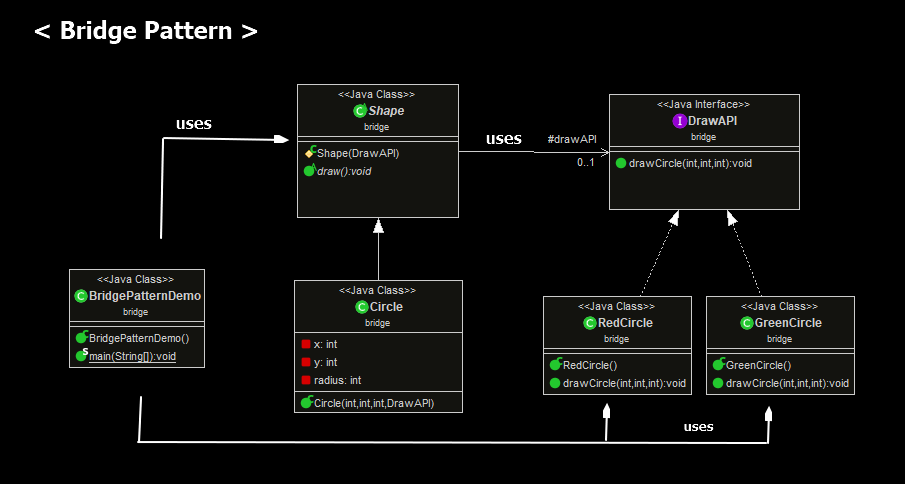 < Bridge Pattern >
<<Java Class>>
Shape
bridge
Shape(DrawAPI)
draw():void
uses
uses
#drawAPI
0..1
<<Java Interface>>
DrawAPI
bridge
drawCircle(int,int,int):void
<<Java Class>>
BridgePatternDemo
bridge
BridgePatternDemo()
main(String[]):void
<<Java Class>>
Circle
bridge
x: int
y: int
radius: int
Circle(int,int,int,DrawAPI)
<<Java Class>>
RedCircle
bridge
RedCircle()
drawCircle(int,int,int):void
<<Java Class>>
GreenCircle
bridge
GreenCircle()
drawCircle(int,int,int):void
uses